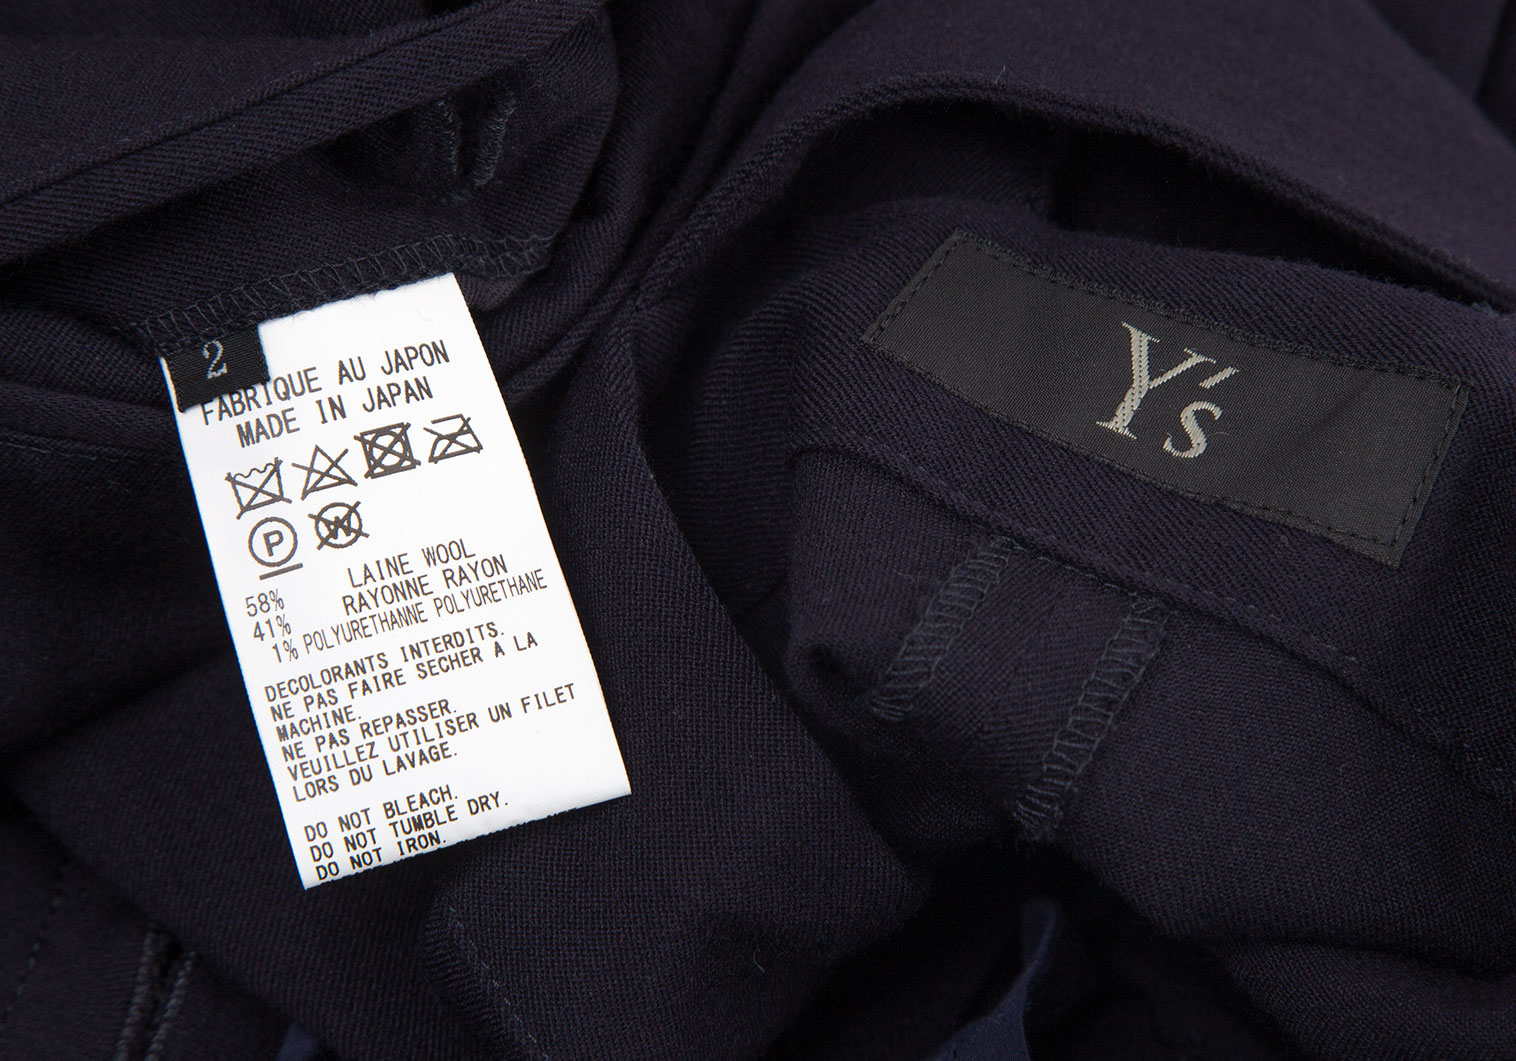 2
FABRIQUE AU JAPON
MADE IN JAPAN
P
W
58% LAINE WOOL
41% RAYONNE RAYON
1% POLYURETHANNE POLYURETHANE
DECOLORANTS INTERDITS.
NE PAS FAIRE SECHER À LA
MACHINE.
NE PAS REPASSER.
VEUILLEZ UTILISER UN FILET
LORS DU LAVAGE.
DO NOT BLEACH.
DO NOT TUMBLE DRY.
DO NOT IRON.
Y's